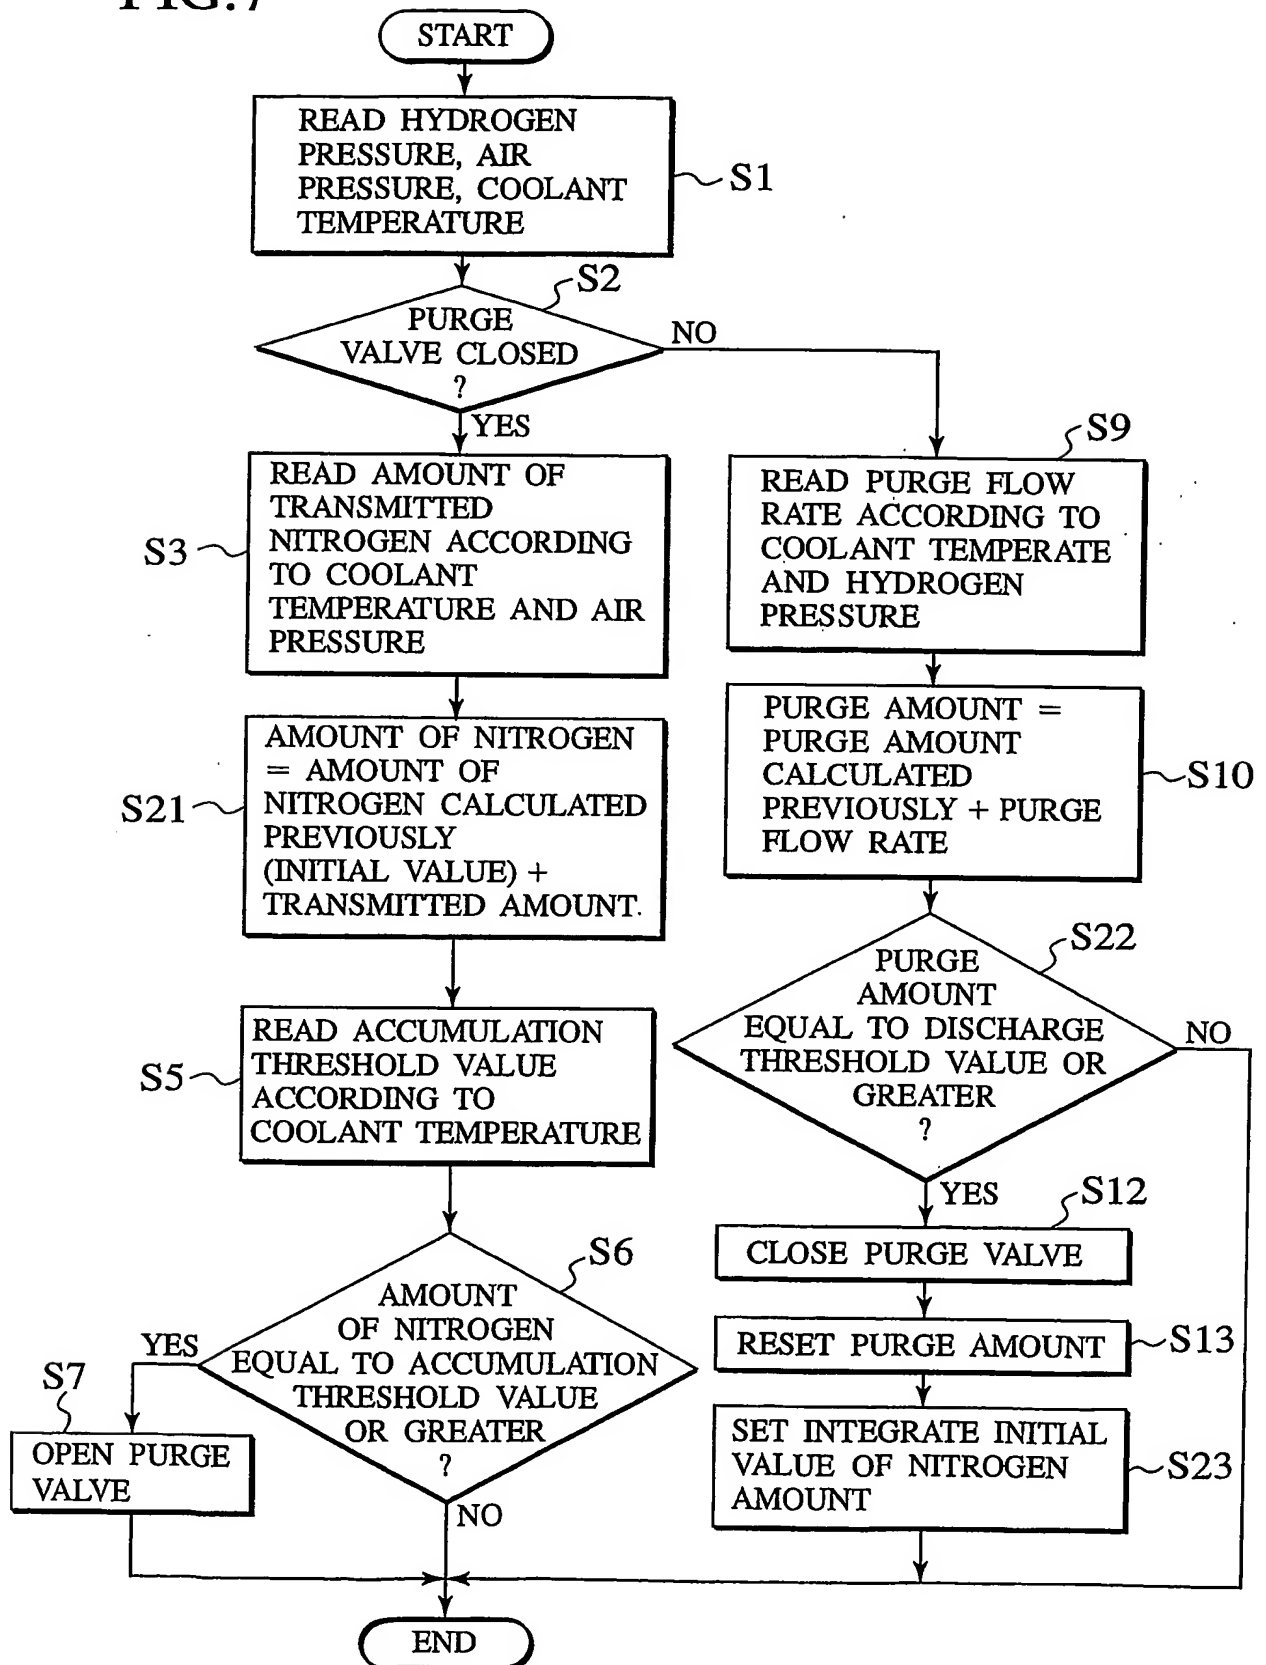 FIG.7
START
READ HYDROGEN
PRESSURE, AIR
PRESSURE, COOLANT
TEMPERATURE
S1
S2
PURGE
VALVE CLOSED
?
NO
YES
S3
READ AMOUNT OF
TRANSMITTED
NITROGEN ACCORDING
TO COOLANT
TEMPERATURE AND AIR
PRESSURE
S21
AMOUNT OF NITROGEN
= AMOUNT OF
NITROGEN CALCULATED
PREVIOUSLY
(INITIAL VALUE) +
TRANSMITTED AMOUNT.
S5
READ ACCUMULATION
THRESHOLD VALUE
ACCORDING TO
COOLANT TEMPERATURE
S6
AMOUNT
OF NITROGEN
EQUAL TO ACCUMULATION
THRESHOLD VALUE
OR GREATER
?
YES
NO
S7
OPEN PURGE
VALVE
S9
READ PURGE FLOW
RATE ACCORDING TO
COOLANT TEMPERATE
AND HYDROGEN
PRESSURE
PURGE AMOUNT =
PURGE AMOUNT
CALCULATED
PREVIOUSLY + PURGE
FLOW RATE
S10
S22
PURGE
AMOUNT
EQUAL TO DISCHARGE
THRESHOLD VALUE OR
GREATER
?
NO
YES
S12
CLOSE PURGE VALVE
RESET PURGE AMOUNT
S13
SET INTEGRATE INITIAL
VALUE OF NITROGEN
AMOUNT
S23
END